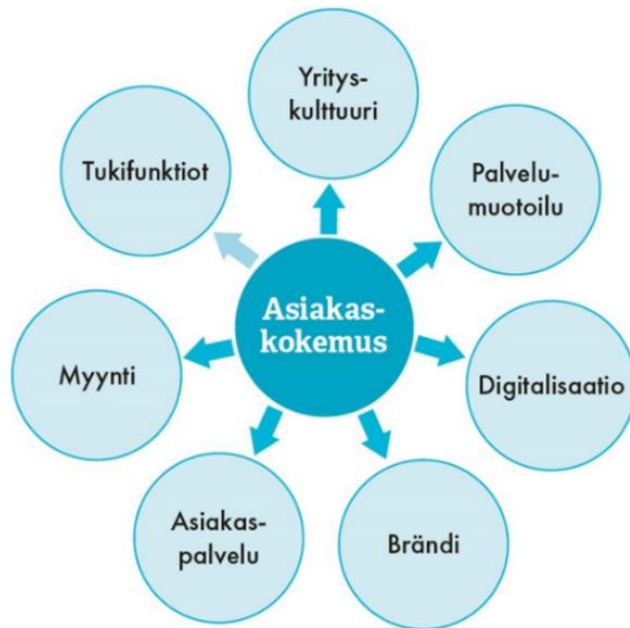 Yritys-
kulttuuri
Tukifunktiot
Palvelu-
muotoilu
Asiakas-
kokemus
Myynti
Digitalisaatio
Asiakas-
palvelu
Brändi